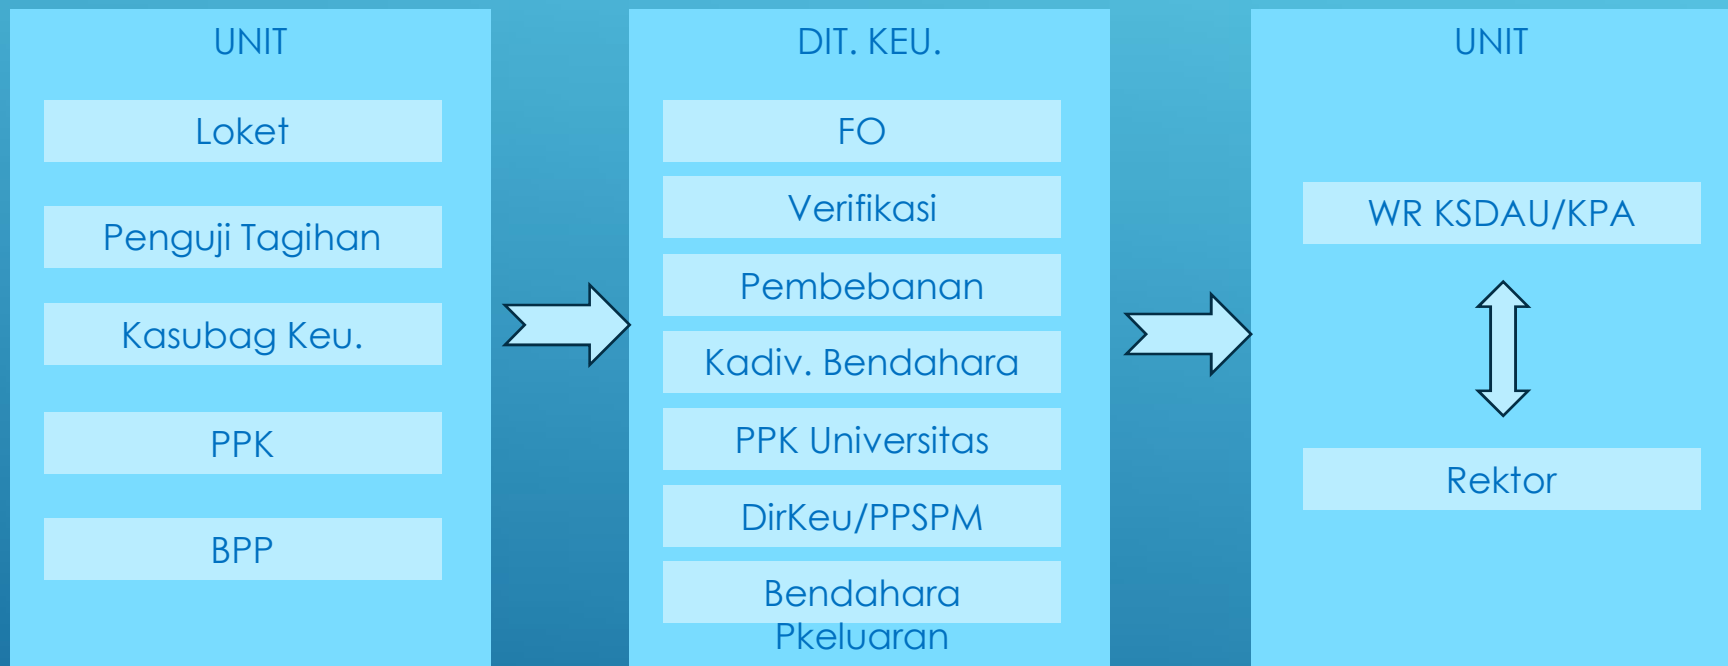 UNIT
Loket
Penguji Tagihan
Kasubag Keu.
PPK
BPP
DIT. KEU.
FO
Verifikasi
Pembebanan
Kadiv. Bendahara
PPK Universitas
DirKeu/PPSPM
Bendahara
Pkeluaran
UNIT
WR KSDAU/KPA
Rektor